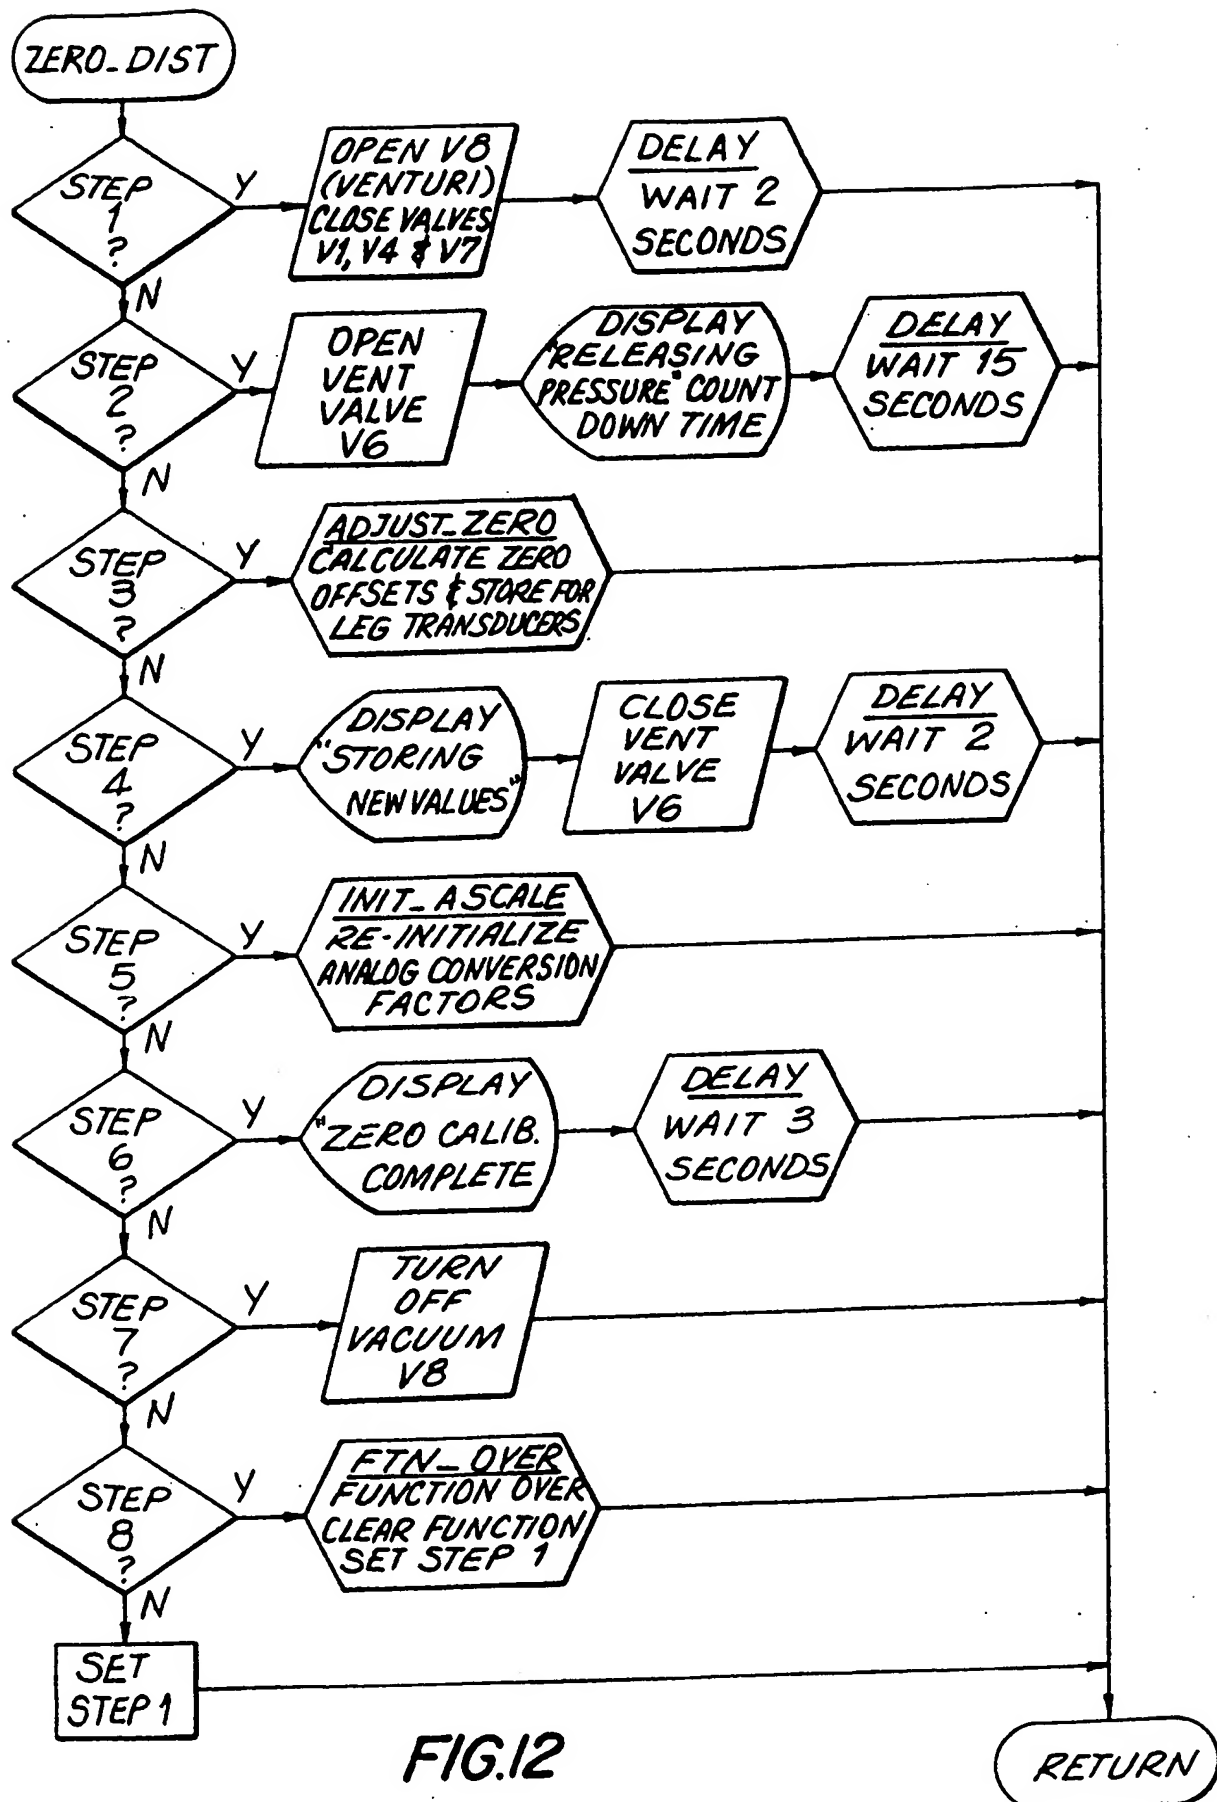 ZERO_DIST
STEP
1
?
Y
OPEN V8
(VENTURI)
CLOSE VALVES
V1, V4 & V7
DELAY
WAIT 2
SECONDS
N
STEP
2
?
Y
OPEN
VENT
VALVE
V6
DISPLAY
"RELEASING
PRESSURE" COUNT
DOWN TIME
DELAY
WAIT 15
SECONDS
N
STEP
3
?
Y
ADJUST_ZERO
CALCULATE ZERO
OFFSETS & STORE FOR
LEG TRANSDUCERS
N
STEP
4
?
Y
DISPLAY
"STORING
NEW VALUES"
CLOSE
VENT
VALVE
V6
DELAY
WAIT 2
SECONDS
N
STEP
5
?
Y
INIT_ASCALE
RE-INITIALIZE
ANALOG CONVERSION
FACTORS
N
STEP
6
?
Y
DISPLAY
"ZERO CALIB.
COMPLETE
DELAY
WAIT 3
SECONDS
N
STEP
7
?
Y
TURN
OFF
VACUUM
V8
N
STEP
8
?
Y
FTN_OVER
FUNCTION OVER
CLEAR FUNCTION
SET STEP 1
N
SET
STEP 1
RETURN
FIG.12